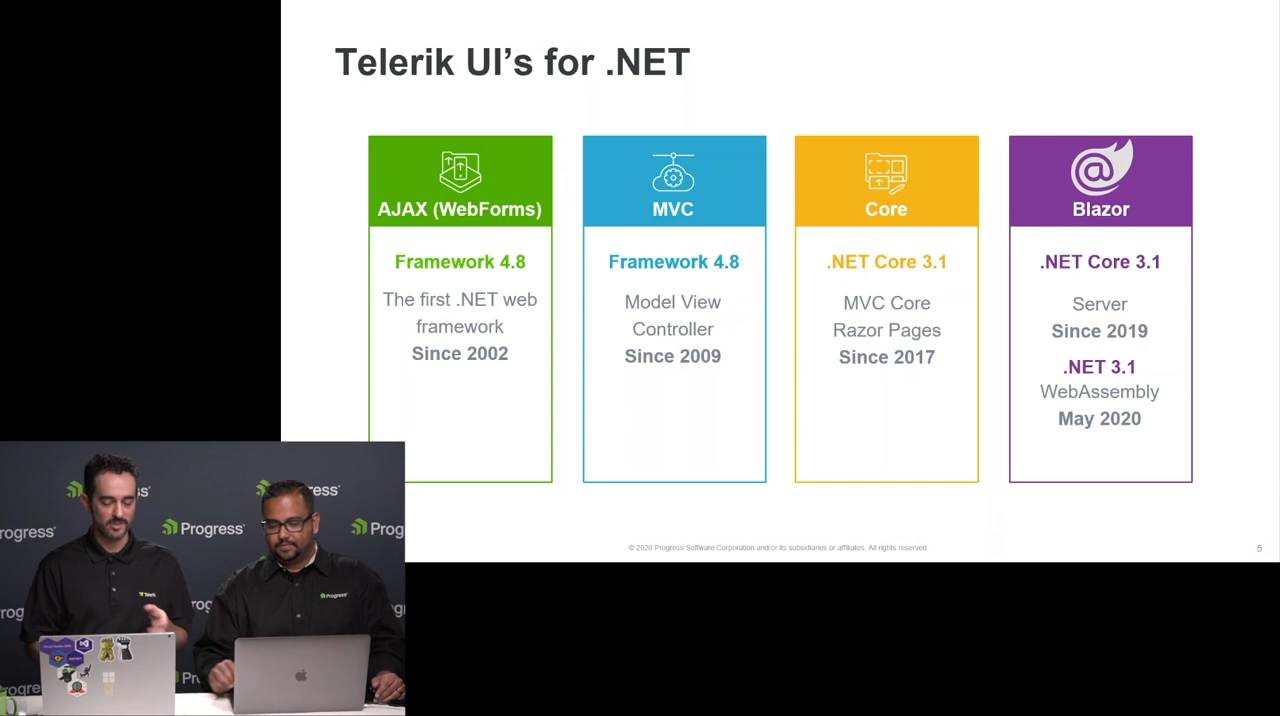 Telerik UI’s for .NET
AJAX (WebForms)
Framework 4.8
The first .NET web
framework
Since 2002
MVC
Framework 4.8
Model View
Controller
Since 2009
Core
.NET Core 3.1
MVC Core
Razor Pages
Since 2017
Blazor
.NET Core 3.1
Server
Since 2019
.NET 3.1
WebAssembly
May 2020
© 2020 Progress Software Corporation and/or its subsidiaries or affiliates. All rights reserved.
5
rogress
Progress
Prog
Telerik
Progress